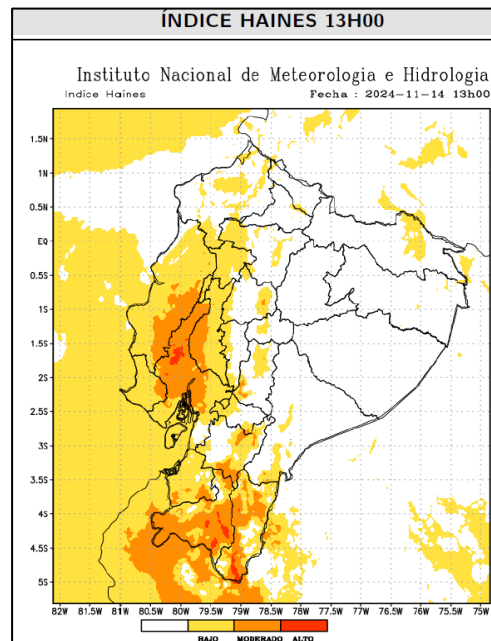 ÍNDICE HAINES 13H00
Instituto Nacional de Meteorologia e Hidrologia
Indice Haines Fecha : 2024-11-14 13h00
1.5N
1N
0.5N
EQ
0.5S
1S
1.5S
2S
2.5S
3S
3.5S
4S
4.5S
5S
82W 81.5W 81W 80.5W 80W 79.5W 79W 78.5W 78W 77.5W 77W 76.5W 76W 75.5W 75W
BAJO MODERADO ALTO